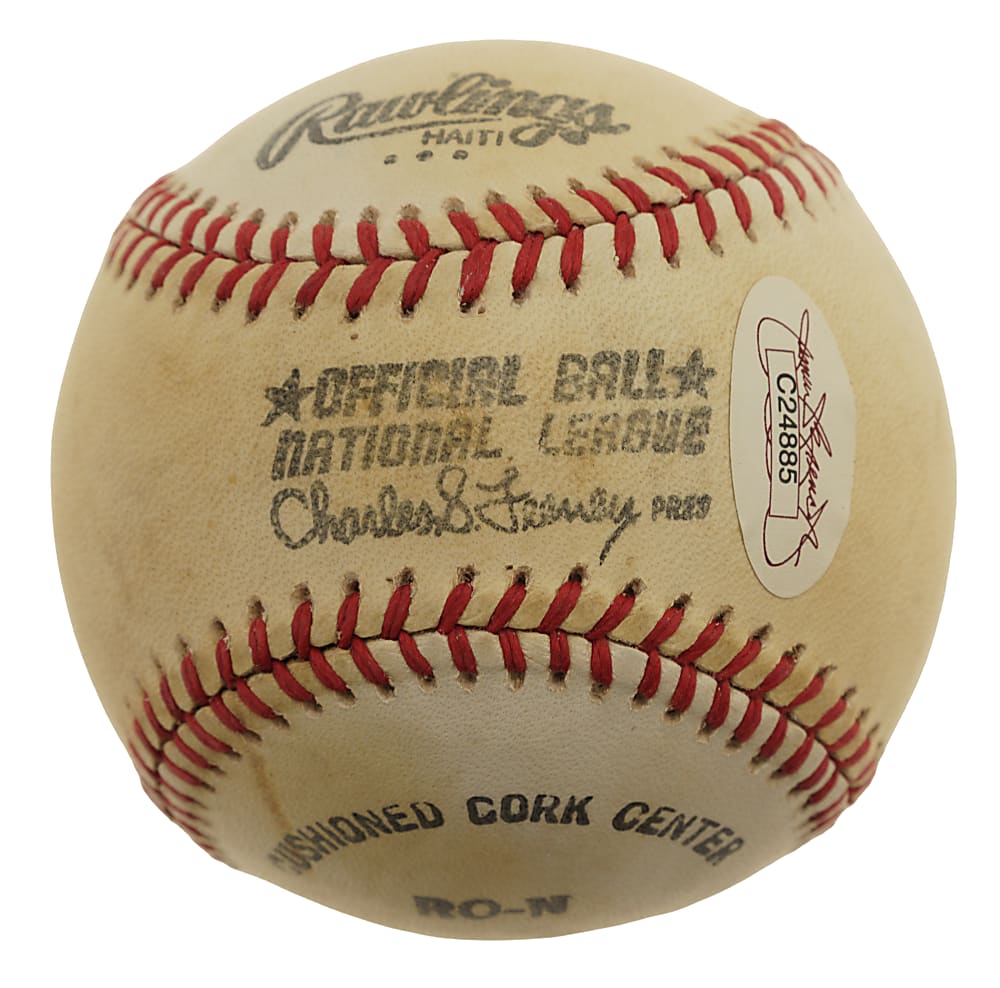 Rawlings
HAITI
★OFFICIAL BALL★
NATIONAL LEAGUE
Charles S. Feeney PRES
C24885
CUSHIONED CORK CENTER
RO-N